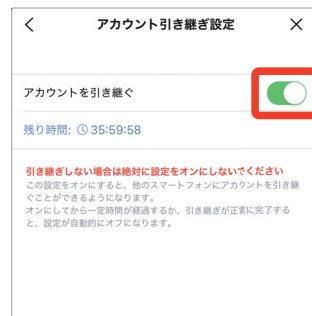 アカウント引き継ぎ設定
アカウントを引き継ぐ
残り時間: 35:59:58
引き継ぎしない場合は絶対に設定をオンにしないでください
この設定をオンにすると、他のスマートフォンにアカウントを引き継
ぐことができるようになります。
オンにしてから一定時間が経過するか、引き継ぎが正常に完了する
と、設定が自動的にオフになります。